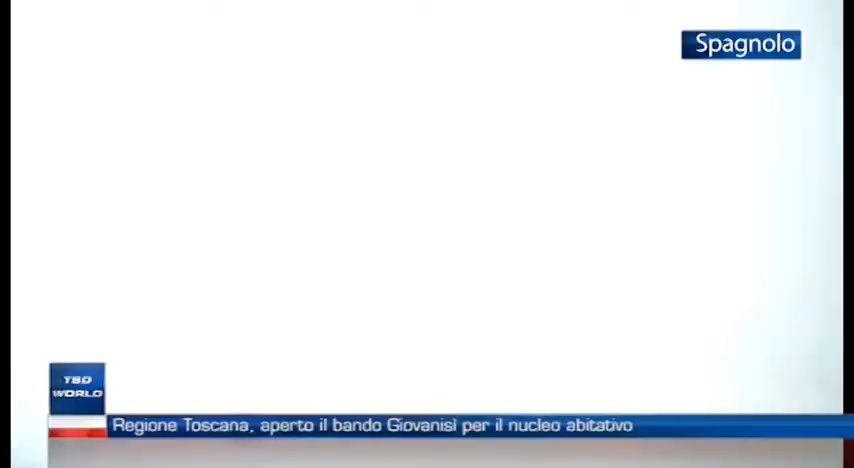 Spagnolo
TSD
WORLD
Regione Toscana, aperto il bando Giovanisì per il nucleo abitativo